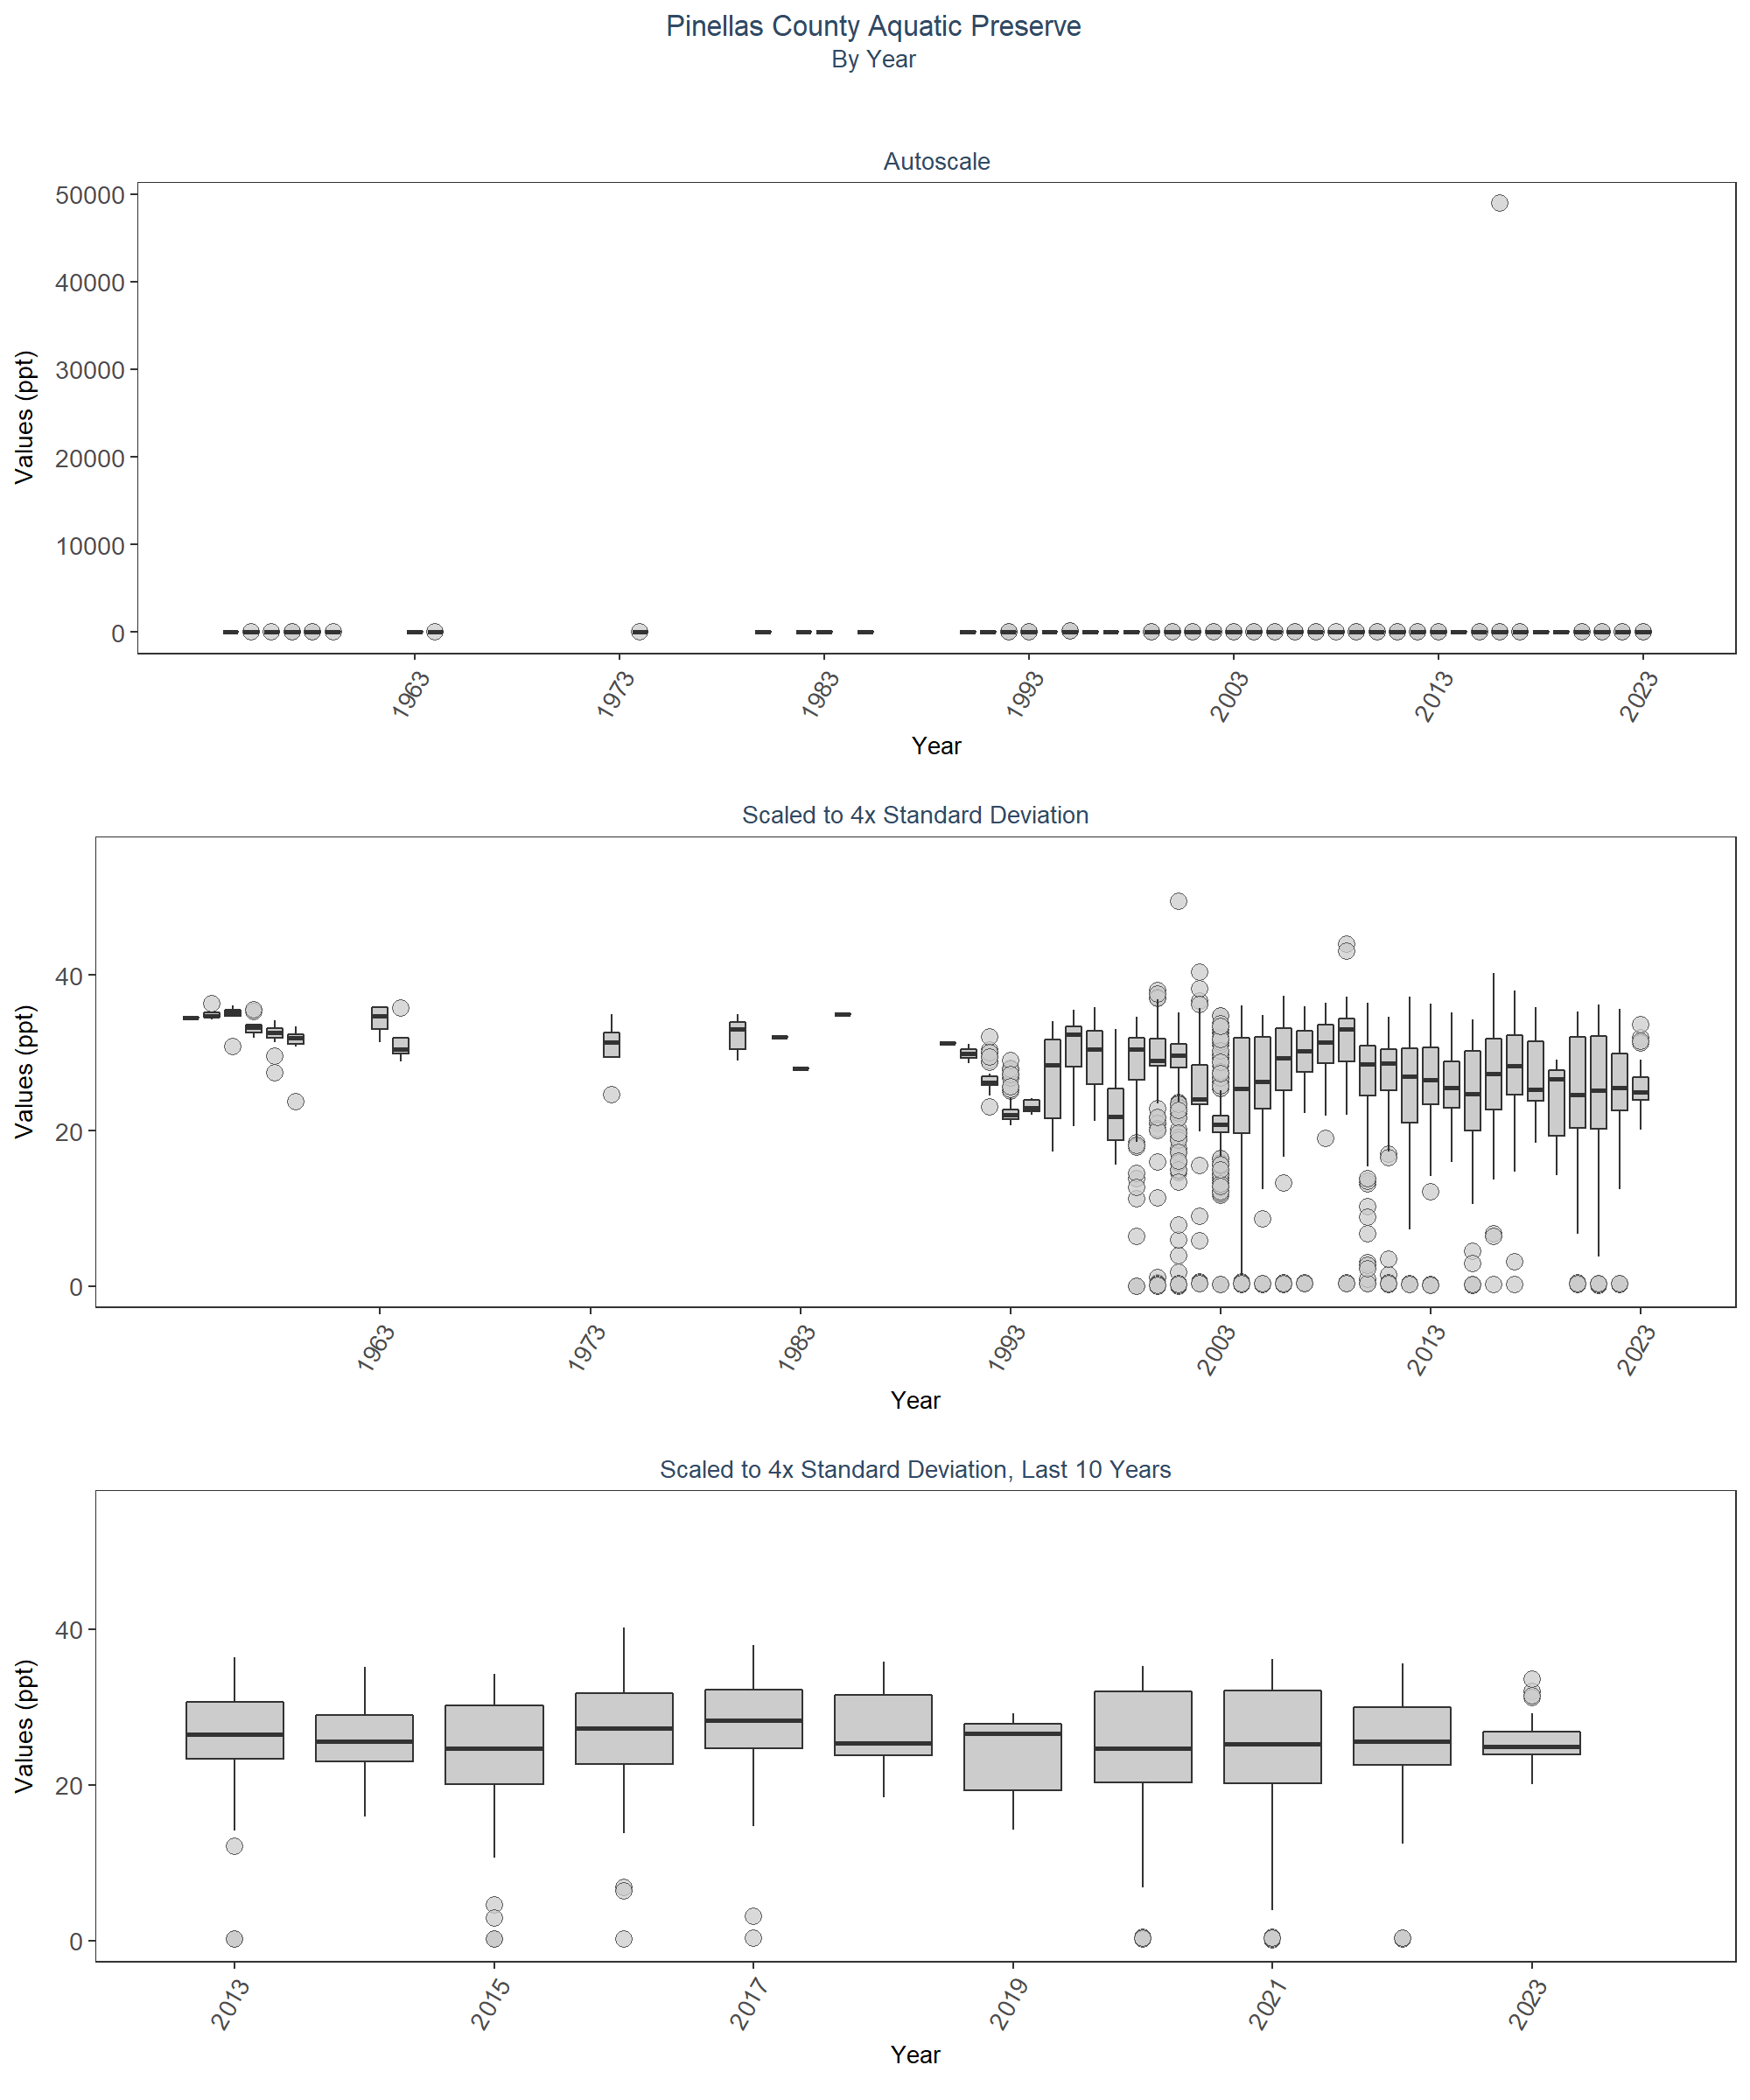 Pinellas County Aquatic Preserve
By Year
Autoscale
50000
40000
30000
20000
10000
0
Values (ppt)
1963
1973
1983
1993
2003
2013
2023
Year
Scaled to 4x Standard Deviation
40
20
0
Values (ppt)
1963
1973
1983
1993
2003
2013
2023
Year
Scaled to 4x Standard Deviation, Last 10 Years
40
20
0
Values (ppt)
2013
2015
2017
2019
2021
2023
Year